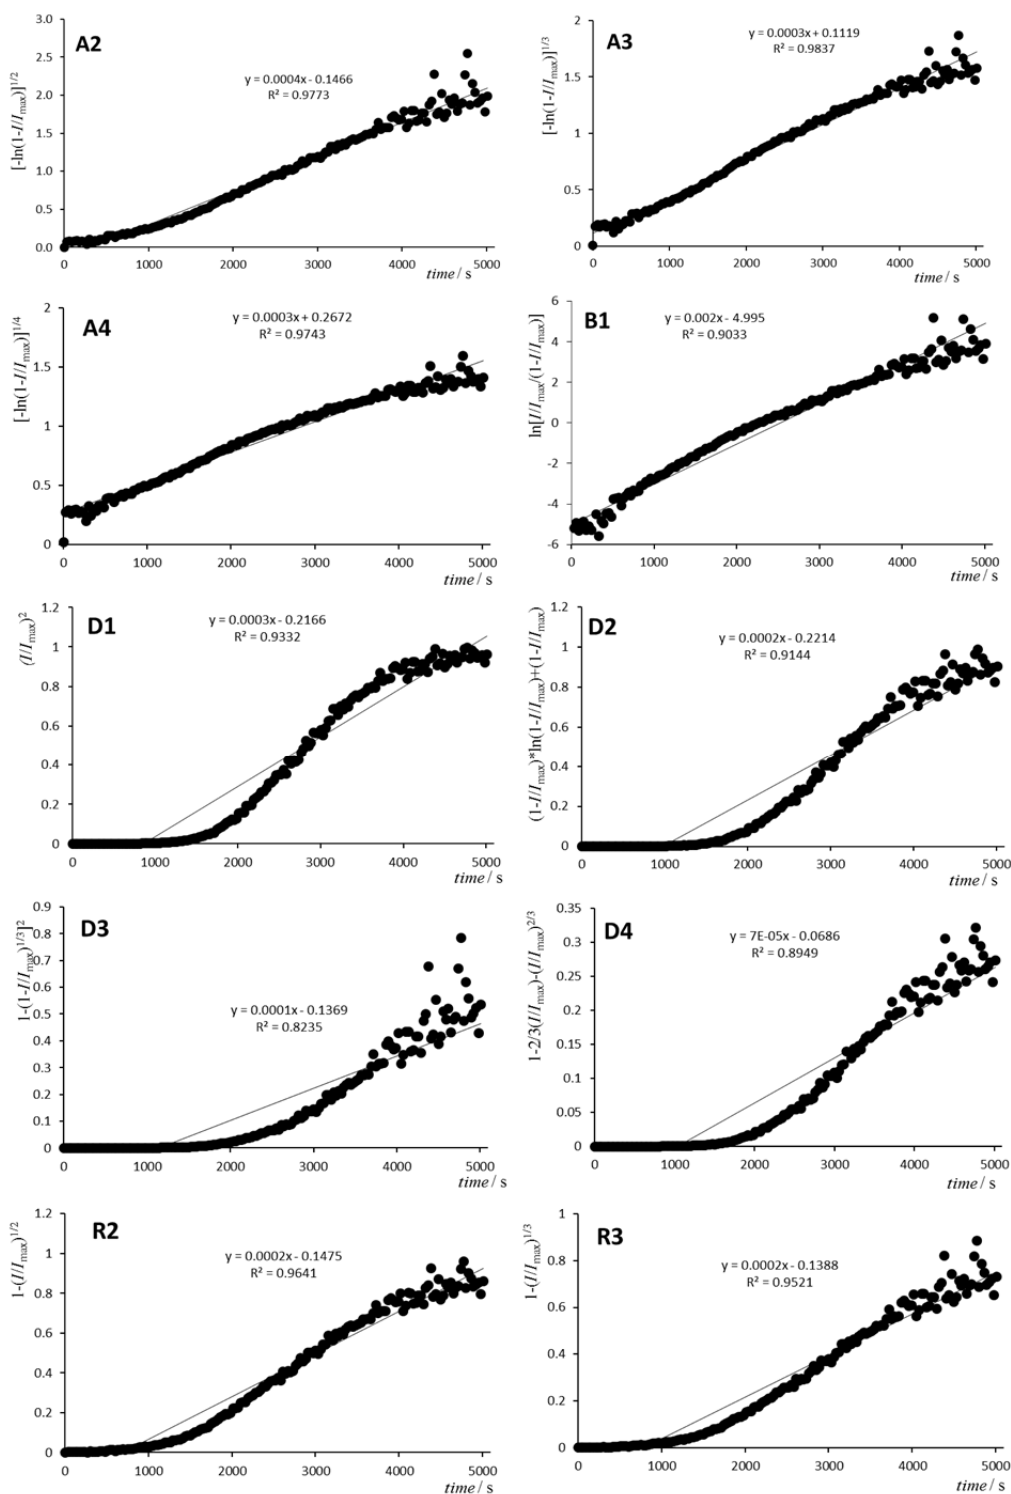 A2
y = 0.0004x - 0.1466
R² = 0.9773
[-ln(1-I/I_max)]^1/2
3.0
2.5
2.0
1.5
1.0
0.5
0.0
0 1000 2000 3000 4000 5000
time / s
A3
y = 0.0003x + 0.1119
R² = 0.9837
[-ln(1-I/I_max)]^1/3
2
1.5
1
0.5
0
0 1000 2000 3000 4000 5000
time / s
A4
y = 0.0003x + 0.2672
R² = 0.9743
[-ln(1-I/I_max)]^1/4
2
1.5
1
0.5
0
0 1000 2000 3000 4000 5000
time / s
B1
y = 0.002x - 4.995
R² = 0.9033
ln[I/I_max/(1-I/I_max)]
6
4
2
0
-2
-4
-6
0 1000 2000 3000 4000 5000
time / s
D1
y = 0.0003x - 0.2166
R² = 0.9332
(I/I_max)^2
1.2
1
0.8
0.6
0.4
0.2
0
0 1000 2000 3000 4000 5000
time / s
D2
y = 0.0002x - 0.2214
R² = 0.9144
(1-I/I_max)*ln(1-I/I_max)+(1-I/I_max)
1.2
1
0.8
0.6
0.4
0.2
0
0 1000 2000 3000 4000 5000
time / s
D3
y = 0.0001x - 0.1369
R² = 0.8235
1-(1-I/I_max)^1/3]^2
0.9
0.8
0.7
0.6
0.5
0.4
0.3
0.2
0.1
0
0 1000 2000 3000 4000 5000
time / s
D4
y = 7E-05x - 0.0686
R² = 0.8949
1-2/3(I/I_max)-(I/I_max)^2/3
0.35
0.3
0.25
0.2
0.15
0.1
0.05
0
0 1000 2000 3000 4000 5000
time / s
R2
y = 0.0002x - 0.1475
R² = 0.9641
1-(I/I_max)^1/2
1.2
1
0.8
0.6
0.4
0.2
0
0 1000 2000 3000 4000 5000
time / s
R3
y = 0.0002x - 0.1388
R² = 0.9521
1-(I/I_max)^1/3
1
0.8
0.6
0.4
0.2
0
0 1000 2000 3000 4000 5000
time / s